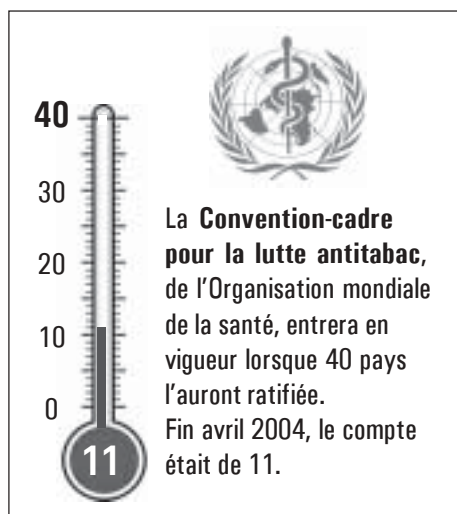 40
30
20
10
0
11
La Convention-cadre
pour la lutte antitabac,
de l'Organisation mondiale
de la santé, entrera en
vigueur lorsque 40 pays
l'auront ratifiée.
Fin avril 2004, le compte
était de 11.